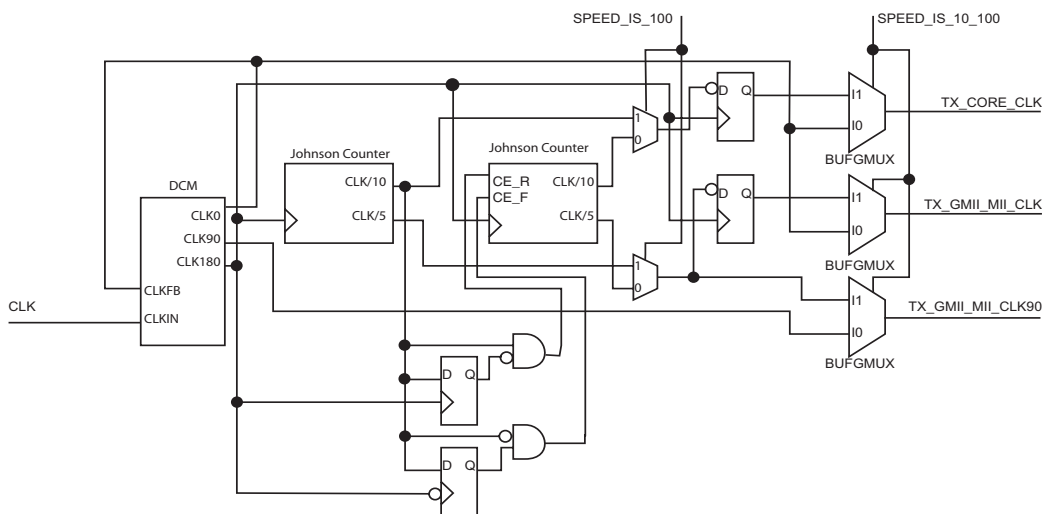 SPEED_IS_100
SPEED_IS_10_100
D Q
I1
I0
TX_CORE_CLK
BUFGMUX
1
0
Johnson Counter
CLK/10
CLK/5
Johnson Counter
CE_R
CE_F
CLK/10
CLK/5
DCM
CLK0
CLK90
CLK180
CLKFB
CLKIN
CLK
D Q
I1
I0
TX_GMII_MII_CLK
BUFGMUX
1
0
I1
I0
TX_GMII_MII_CLK90
BUFGMUX
D Q
D Q